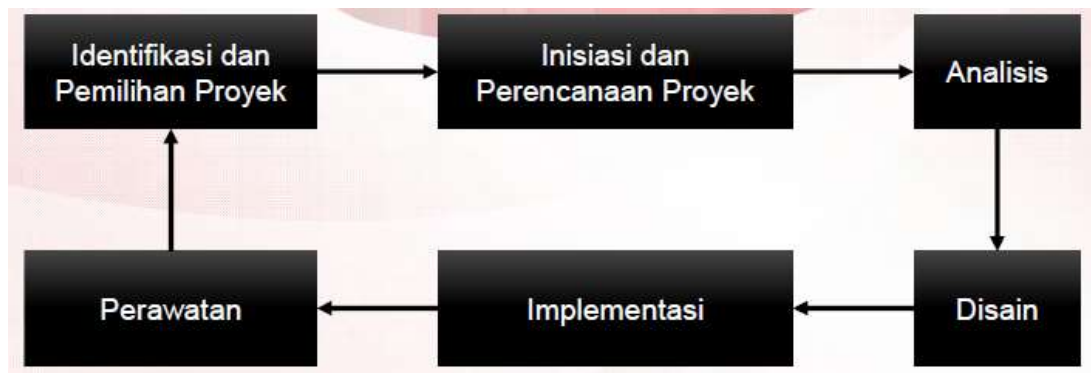 Identifikasi dan
Pemilihan Proyek
Inisiasi dan
Perencanaan Proyek
Analisis
Perawatan
Implementasi
Disain